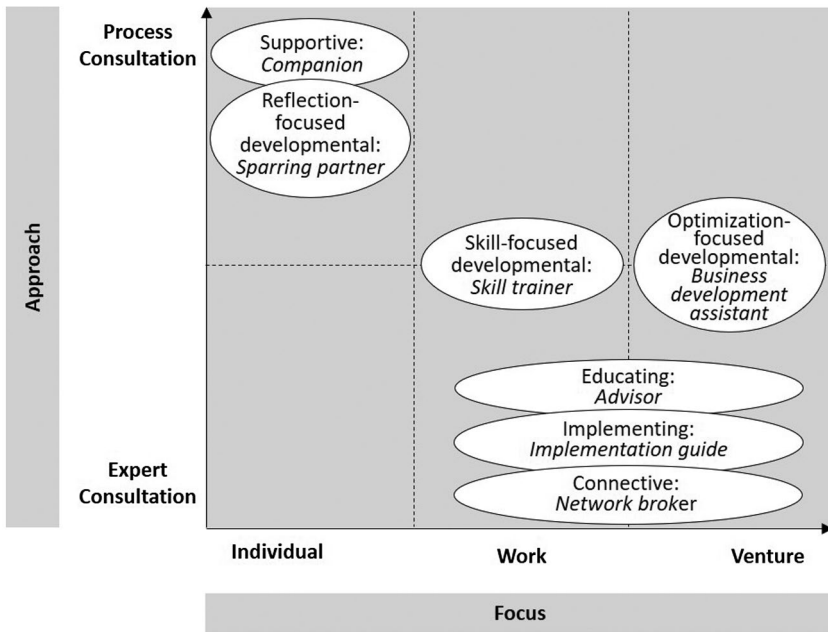 Process
Consultation
Supportive:
Companion
Reflection-
focused
developmental:
Sparring partner
Skill-focused
developmental:
Skill trainer
Optimization-
focused
developmental:
Business
development
assistant
Approach
Educating:
Advisor
Implementing:
Implementation guide
Expert
Consultation
Connective:
Network broker
Individual
Work
Venture
Focus